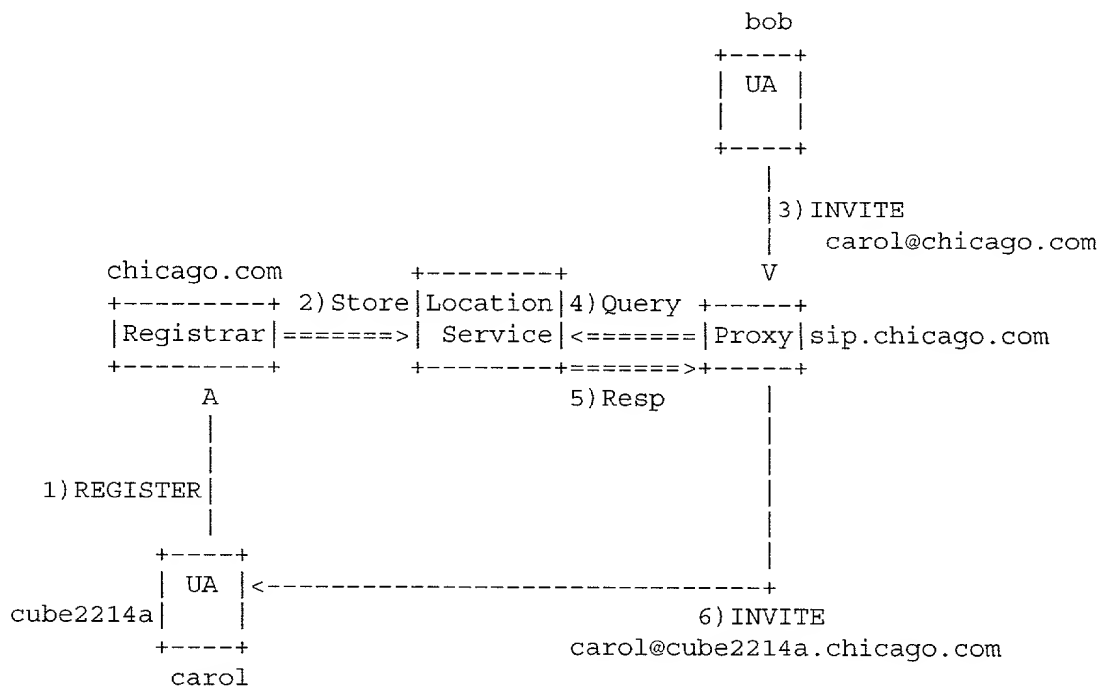 bob
+-----+
| UA |
| |
+-----+
|
|3)INVITE
| carol@chicago.com
chicago.com +--------+ V
+---------+ 2)Store|Location|4)Query +-----+
|Registrar|=======>| Service|<=======|Proxy|sip.chicago.com
+---------+ +--------+=======>+-----+
A 5)Resp |
| |
| |
1)REGISTER| |
| |
+-----+ |
| UA |<-------------------------------+
cube2214a| | 6)INVITE
+-----+ carol@cube2214a.chicago.com
carol